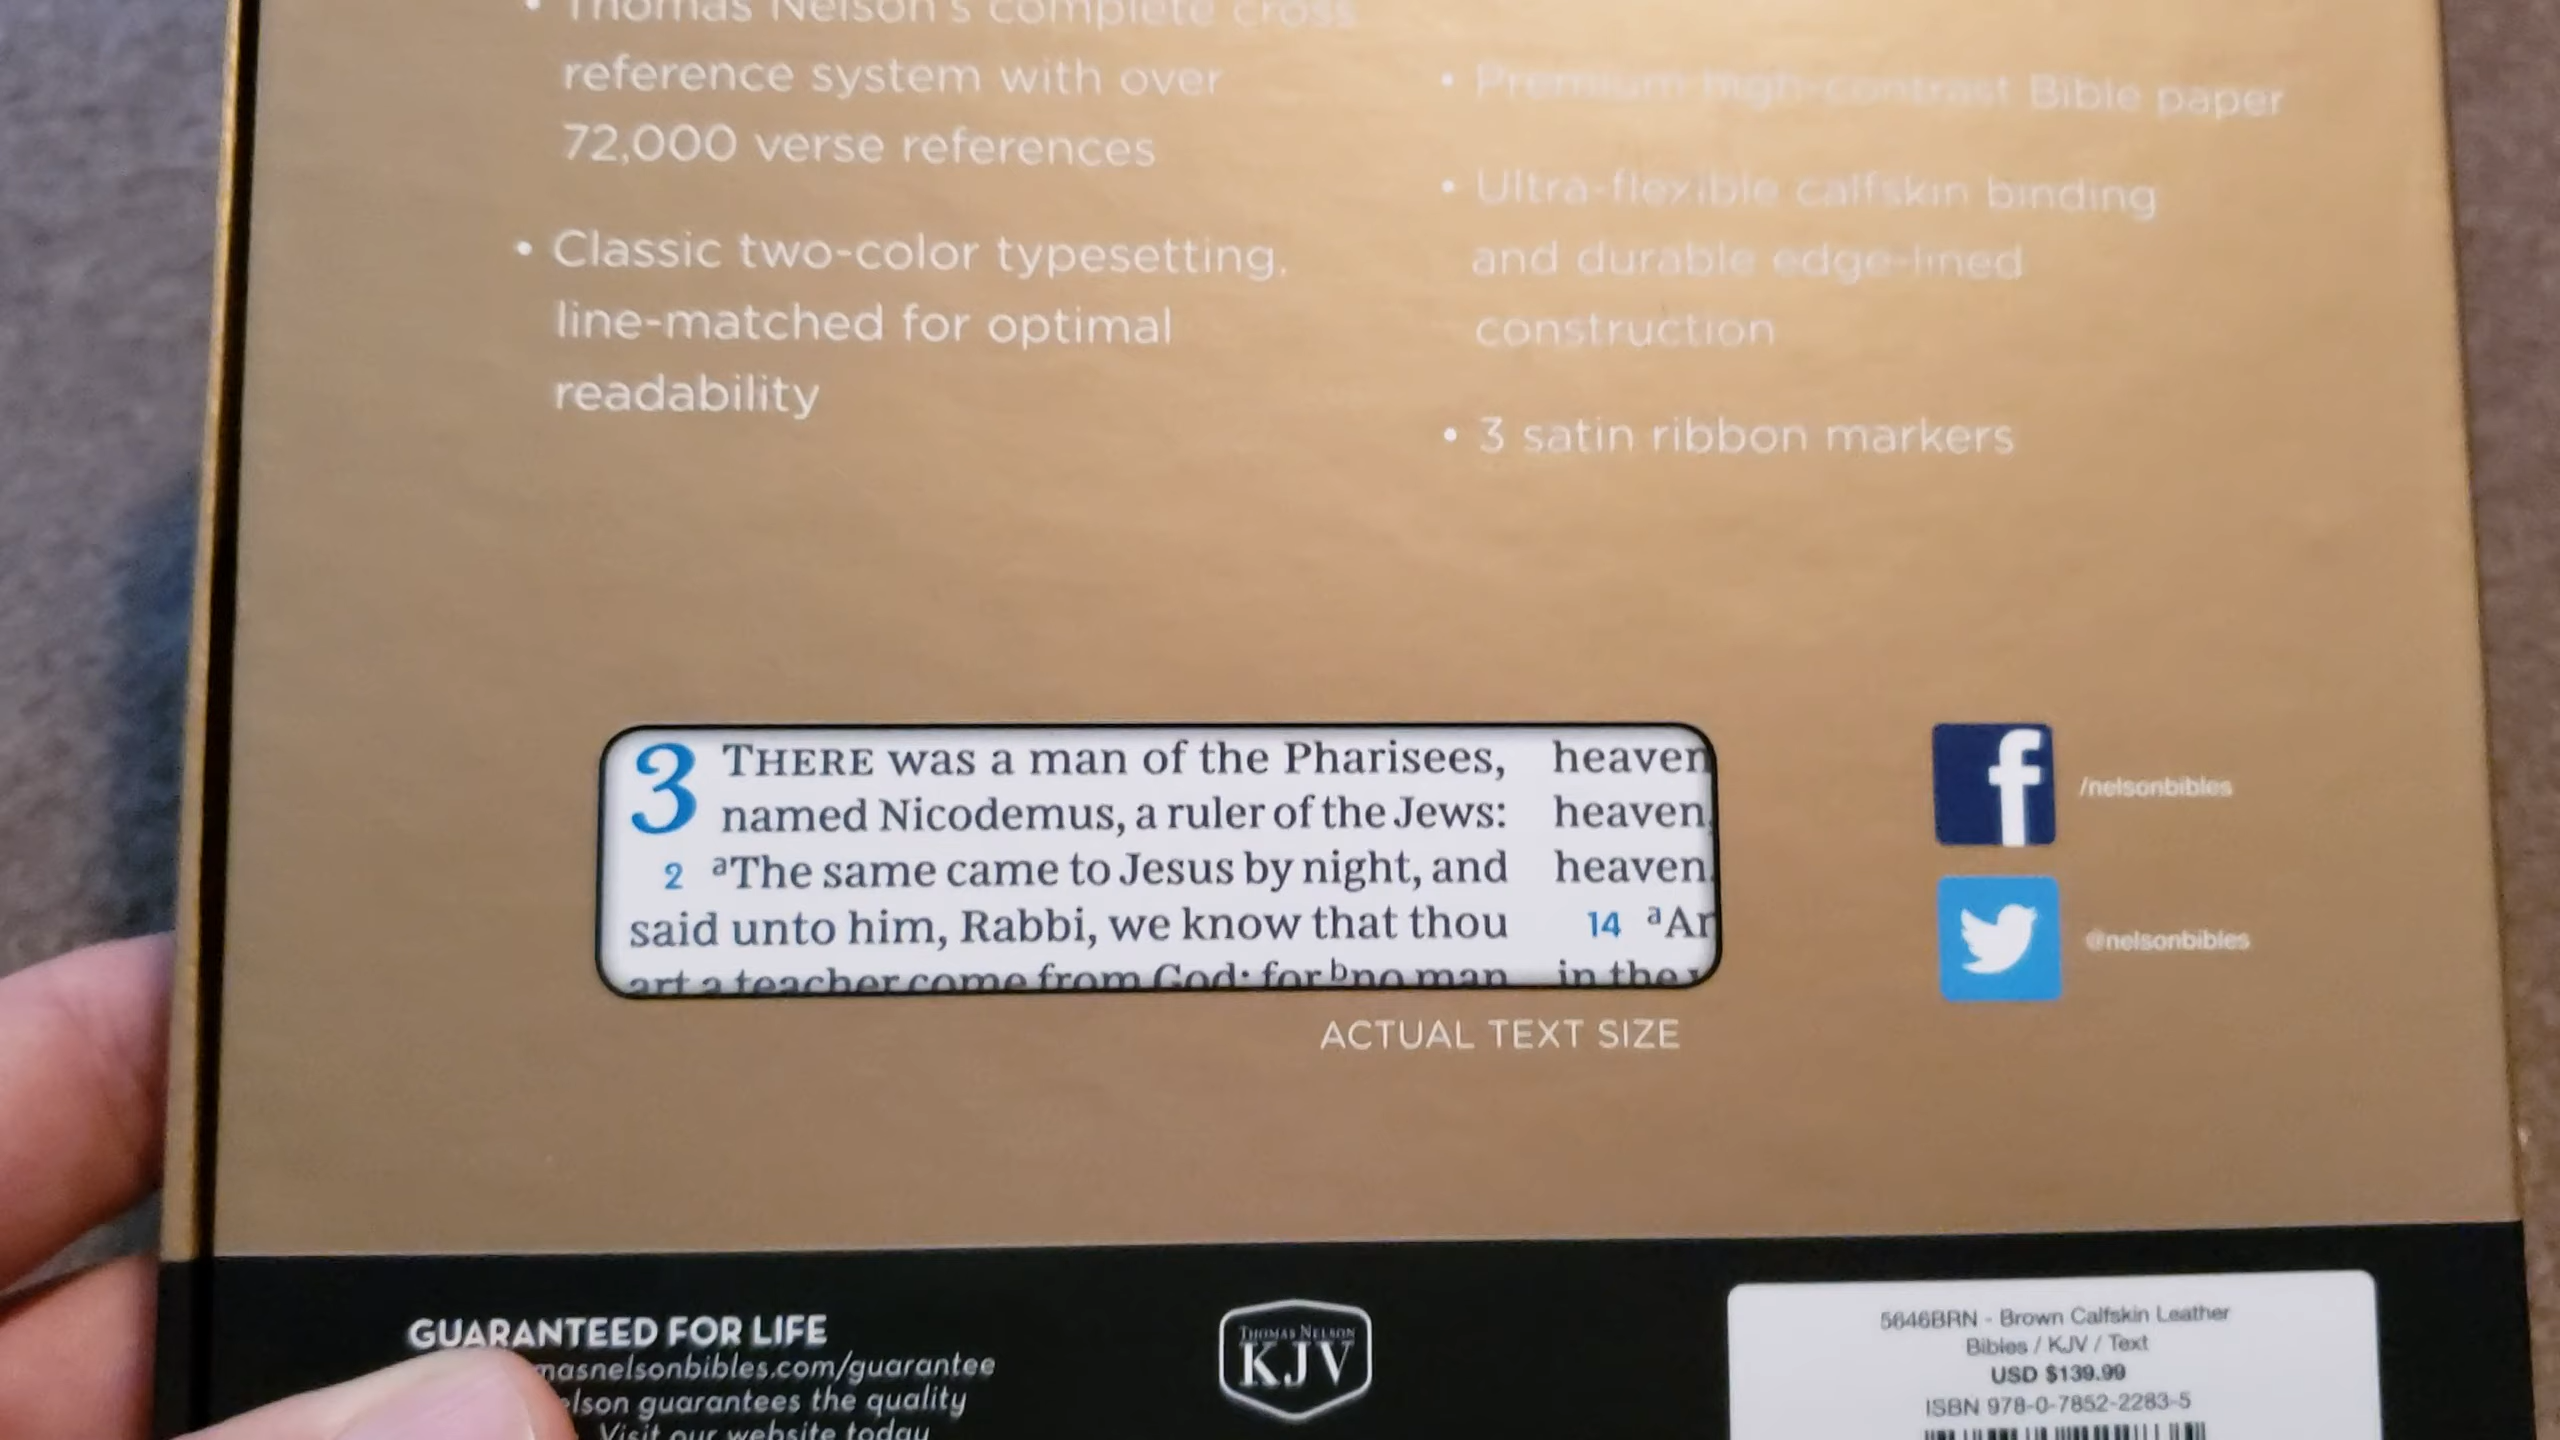 • Thomas Nelson's complete cross
reference system with over
72,000 verse references
• Classic two-color typesetting,
line-matched for optimal
readability
• Premium high-contrast Bible paper
• Ultra-flexible calfskin binding
and durable edge-lined
construction
• 3 satin ribbon markers
3 THERE was a man of the Pharisees,
named Nicodemus, a ruler of the Jews:
2 ªThe same came to Jesus by night, and
said unto him, Rabbi, we know that thou
art a teacher come from God: for ᵇno man
heaven
heaven,
heaven.
14 ªAn
in the
ACTUAL TEXT SIZE
/nelsonbibles
@nelsonbibles
GUARANTEED FOR LIFE
masnelsonbibles.com/guarantee
elson guarantees the quality
Visit our website today
THOMAS NELSON
KJV
5646BRN - Brown Calfskin Leather
Bibles / KJV / Text
USD $139.99
ISBN 978-0-7852-2283-5